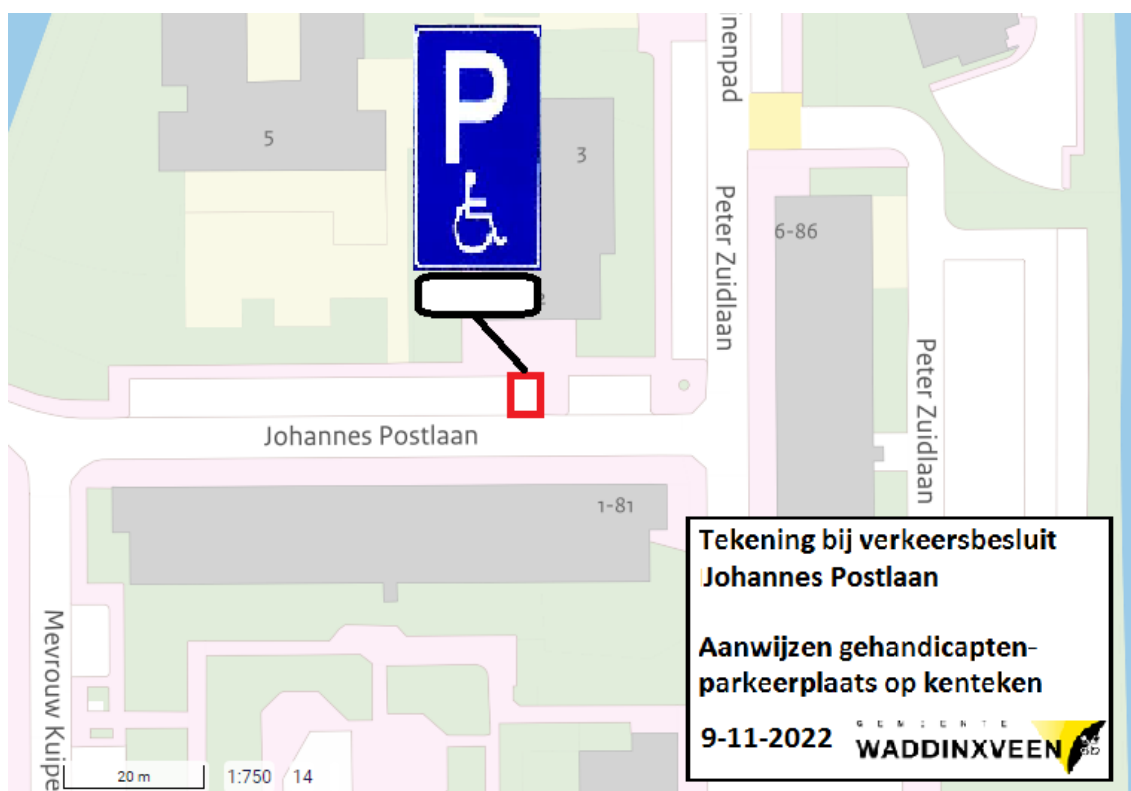 P
5
3
nenpad
Peter Zuidlaan
6-86
Peter Zuidlaan
Johannes Postlaan
1-81
Mevrouw Kuipe
20 m
1:750
14
Tekening bij verkeersbesluit
Johannes Postlaan
Aanwijzen gehandicapten-
parkeerplaats op kenteken
9-11-2022
GEMEENTE
WADDINXVEEN